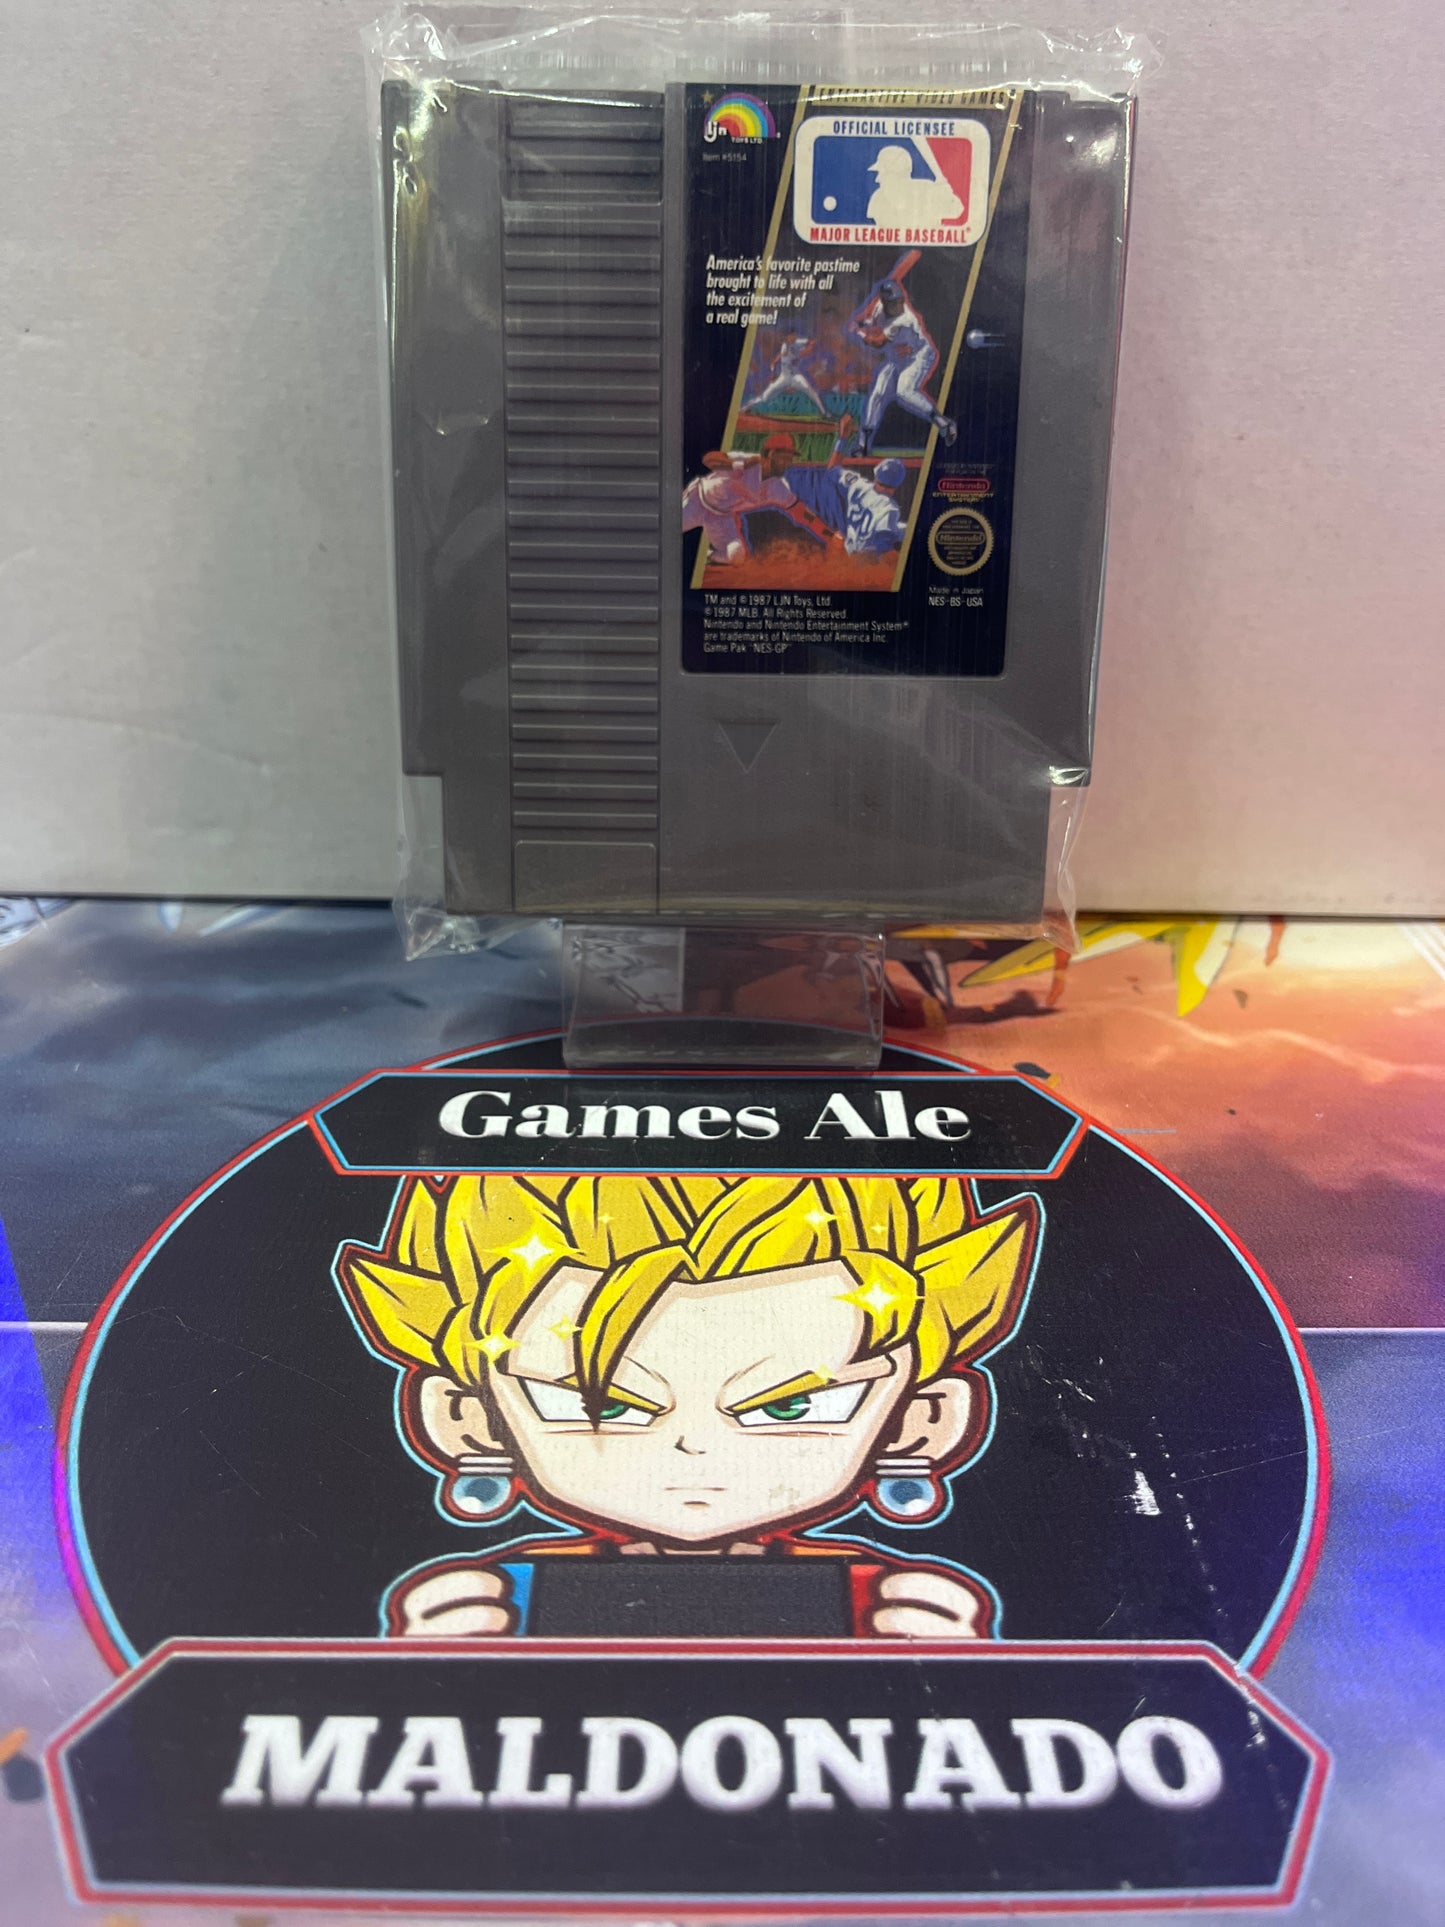 INTERACTIVE VIDEO GAMES
LJN
TOYS LTD.
Item #5154
OFFICIAL LICENSEE
MAJOR LEAGUE BASEBALL®
America's favorite pastime
brought to life with all
the excitement of
a real game!
Nintendo
ENTERTAINMENT
SYSTEM
Nintendo
Made in Japan
NES-BS-USA
TM and © 1987 LJN Toys, Ltd.
© 1987 MLB. All Rights Reserved
Nintendo and Nintendo Entertainment System®
are trademarks of Nintendo of America Inc.
Game Pak "NES-GP"
Games Ale
MALDONADO